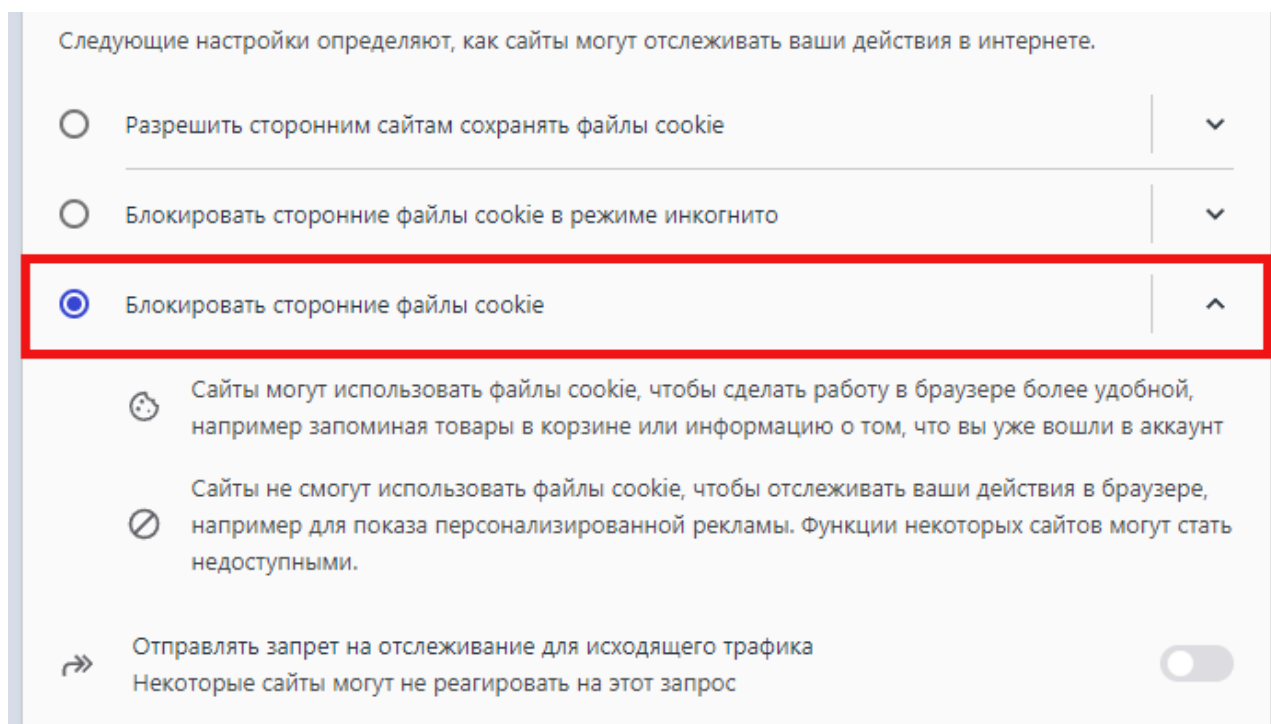 Следующие настройки определяют, как сайты могут отслеживать ваши действия в интернете.
Разрешить сторонним сайтам сохранять файлы cookie
Блокировать сторонние файлы cookie в режиме инкогнито
Блокировать сторонние файлы cookie
Сайты могут использовать файлы cookie, чтобы сделать работу в браузере более удобной,
например запоминая товары в корзине или информацию о том, что вы уже вошли в аккаунт
Сайты не смогут использовать файлы cookie, чтобы отслеживать ваши действия в браузере,
например для показа персонализированной рекламы. Функции некоторых сайтов могут стать
недоступными.
Отправлять запрет на отслеживание для исходящего трафика
Некоторые сайты могут не реагировать на этот запрос